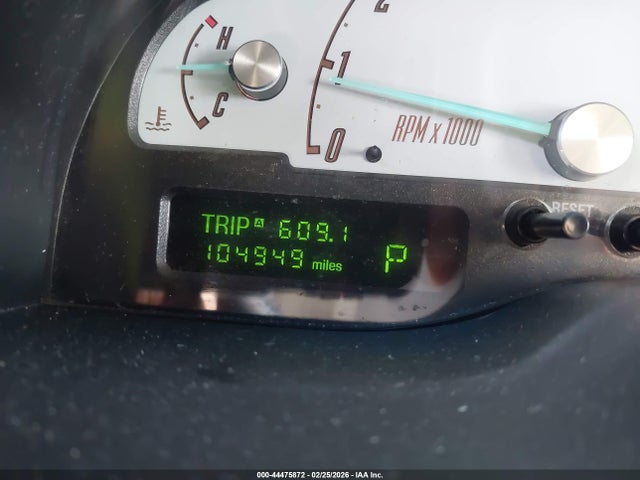 2
H
1
C
0
RPM x 1000
RESET
TRIP A 609.1
104949 miles
P
000-44475872 - 02/25/2026 - IAA Inc.